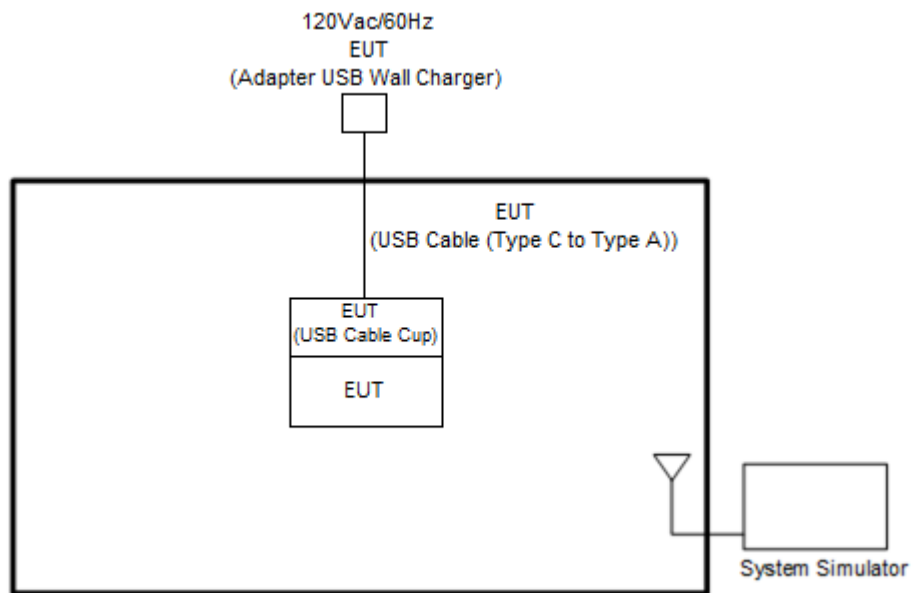 120Vac/60Hz
EUT
(Adapter USB Wall Charger)
EUT
(USB Cable (Type C to Type A))
EUT
(USB Cable Cup)
EUT
System Simulator